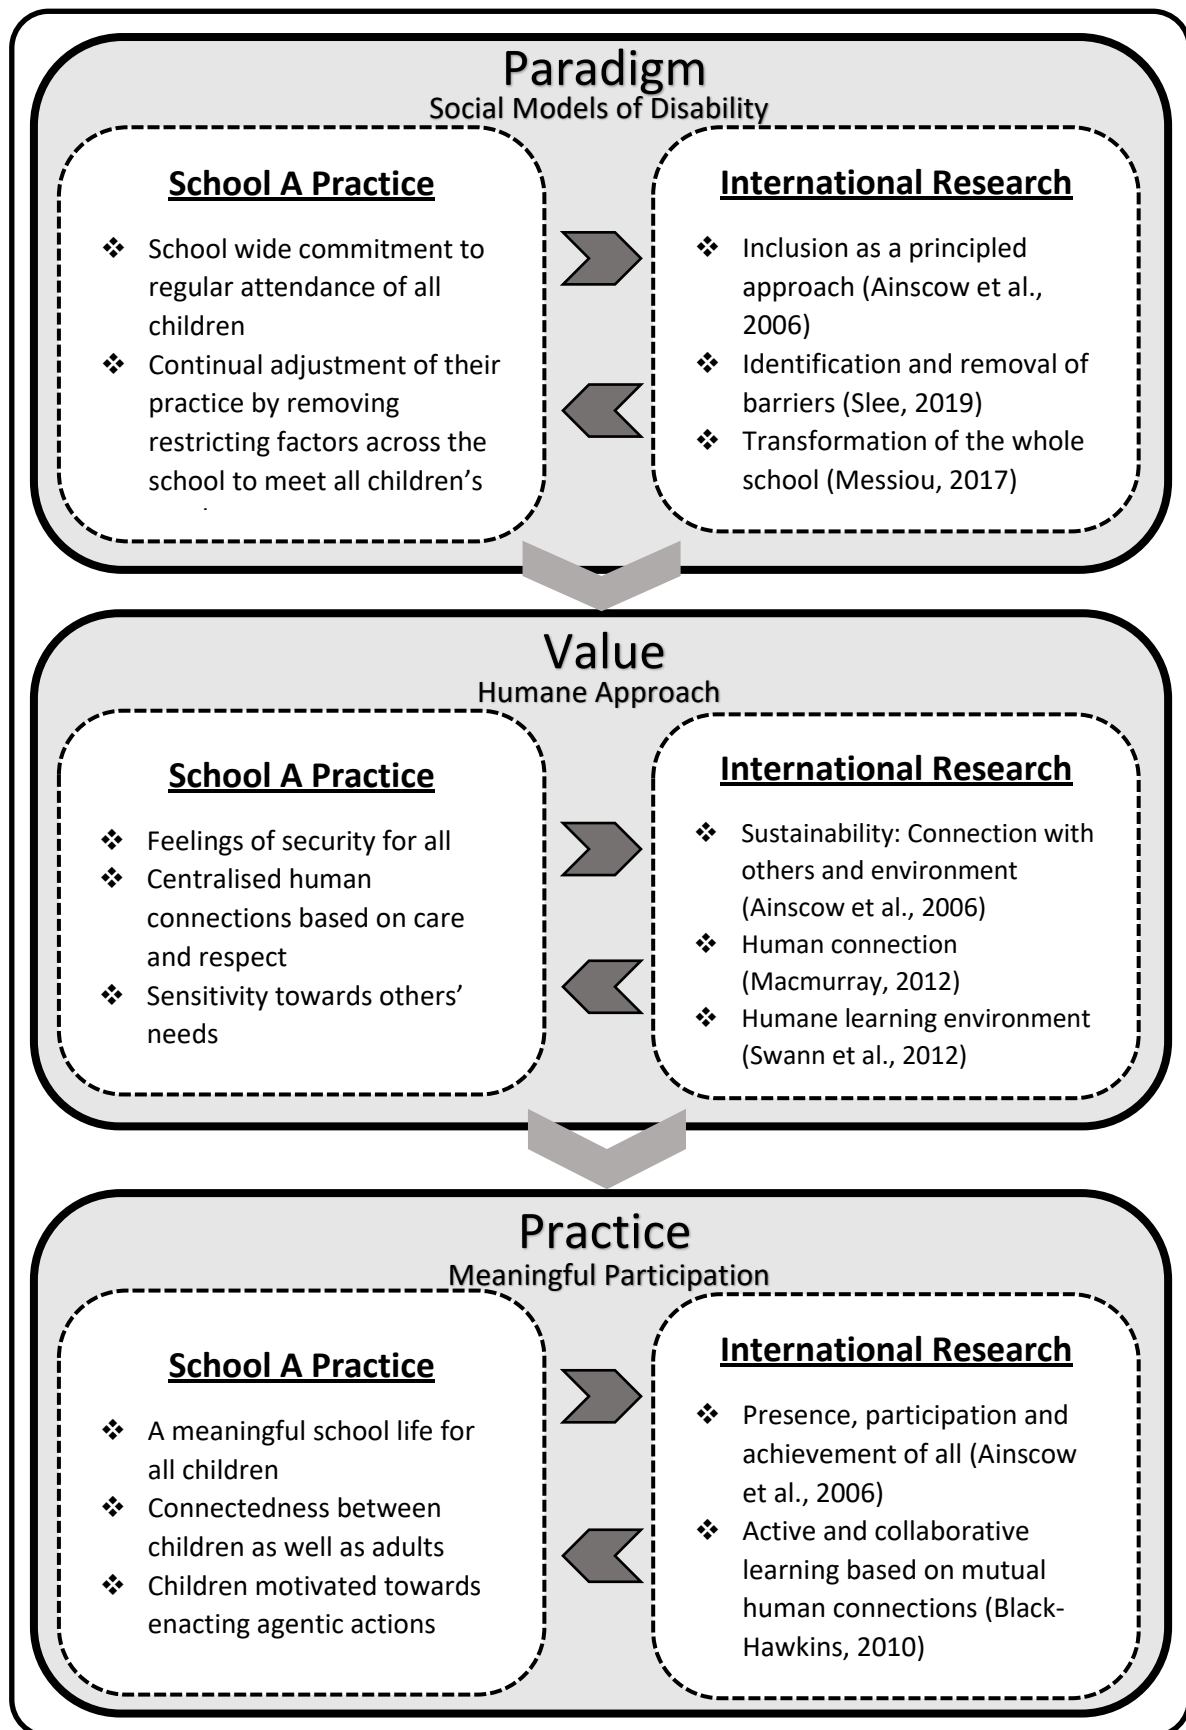 Paradigm
Social Models of Disability
School A Practice
❖ School wide commitment to
regular attendance of all
children
❖ Continual adjustment of their
practice by removing
restricting factors across the
school to meet all children’s
International Research
❖ Inclusion as a principled
approach (Ainscow et al.,
2006)
❖ Identification and removal of
barriers (Slee, 2019)
❖ Transformation of the whole
school (Messiou, 2017)
Value
Humane Approach
School A Practice
❖ Feelings of security for all
❖ Centralised human
connections based on care
and respect
❖ Sensitivity towards others’
needs
International Research
❖ Sustainability: Connection with
others and environment
(Ainscow et al., 2006)
❖ Human connection
(Macmurray, 2012)
❖ Humane learning environment
(Swann et al., 2012)
Practice
Meaningful Participation
School A Practice
❖ A meaningful school life for
all children
❖ Connectedness between
children as well as adults
❖ Children motivated towards
enacting agentic actions
International Research
❖ Presence, participation and
achievement of all (Ainscow
et al., 2006)
❖ Active and collaborative
learning based on mutual
human connections (Black-
Hawkins, 2010)